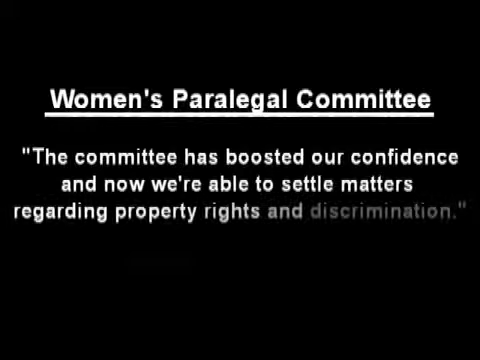 Women's Paralegal Committee
"The committee has boosted our confidence
and now we're able to settle matters
regarding property rights and discrimination."